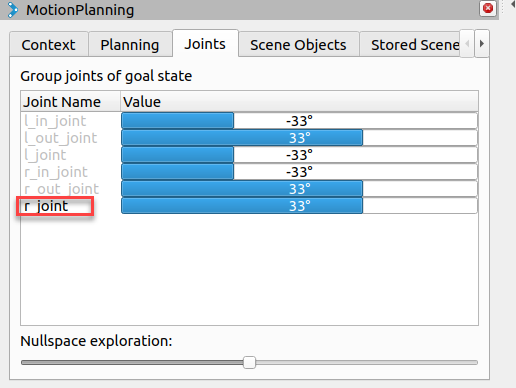 MotionPlanning
Context Planning Joints Scene Objects Stored Scene
Group joints of goal state
Joint Name Value
l_in_joint -33°
l_out_joint 33°
l_joint -33°
r_in_joint -33°
r_out_joint 33°
r_joint 33°
Nullspace exploration: